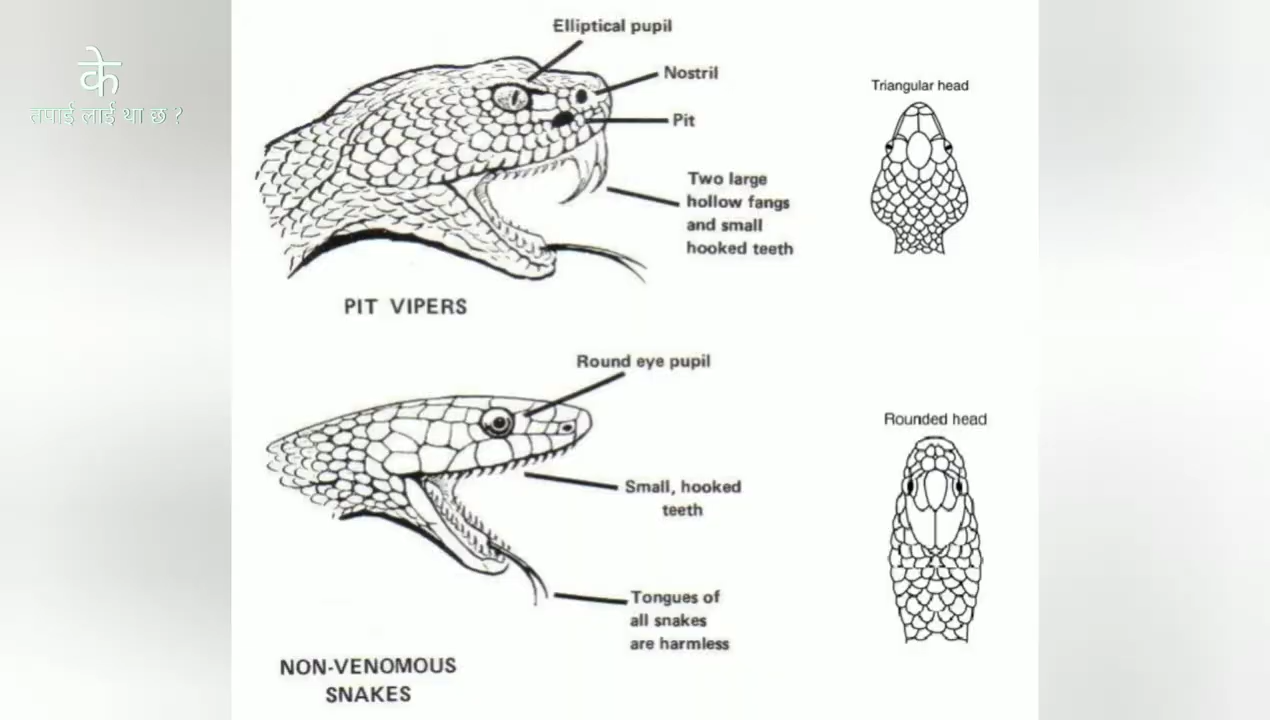 के
तपाई लाई था छ ?
Elliptical pupil
Nostril
Pit
Two large
hollow fangs
and small
hooked teeth
Triangular head
PIT VIPERS
Round eye pupil
Small, hooked
teeth
Tongues of
all snakes
are harmless
Rounded head
NON-VENOMOUS
SNAKES